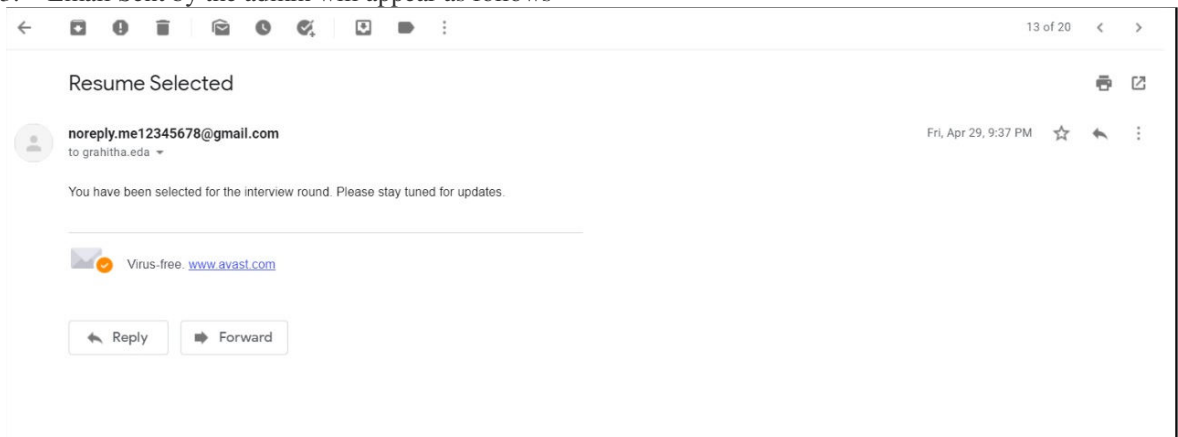 Email Sent by the admin will appear as follows
13 of 20
Resume Selected
noreply.me12345678@gmail.com
Fri, Apr 29, 9:37 PM
to grahitha.eda
You have been selected for the interview round. Please stay tuned for updates.
Virus-free. www.avast.com
Reply
Forward